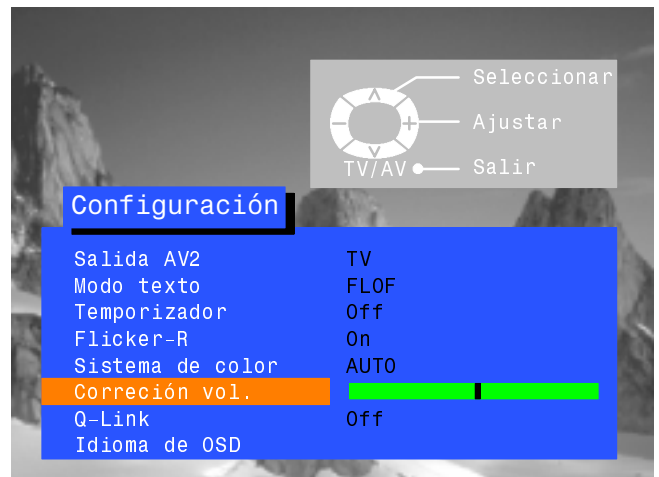 Seleccionar
Ajustar
TV/AV Salir
Configuración
Salida AV2 TV
Modo texto FLOF
Temporizador Off
Flicker-R On
Sistema de color AUTO
Correción vol.
Q-Link Off
Idioma de OSD